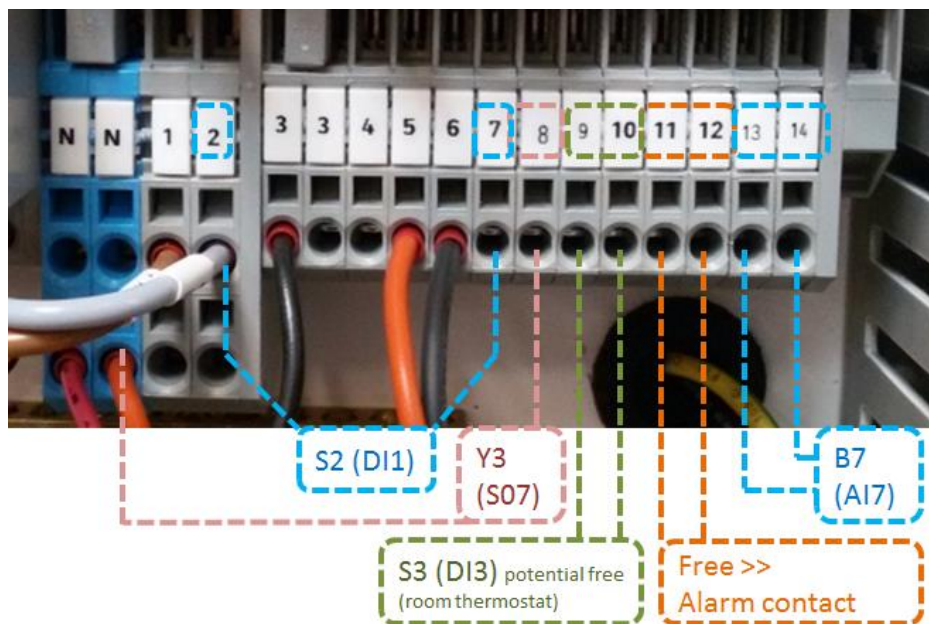 N N 1 2 3 3 4 5 6 7 8 9 10 11 12 13 14
S2 (DI1)
Y3
(S07)
B7
(AI7)
S3 (DI3) potential free
(room thermostat)
Free >>
Alarm contact